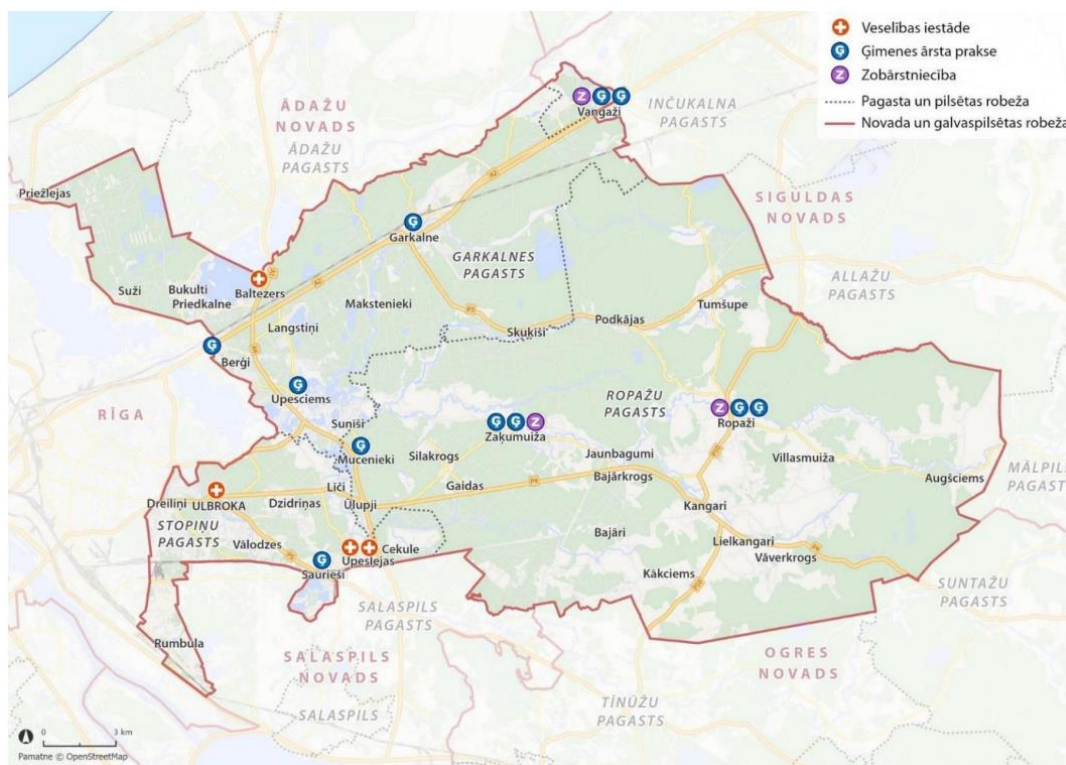 Veselības iestāde
Ģ Ģimenes ārsta prakse
Z Zobārstniecība
Pagasta un pilsētas robeža
Novada un galvaspilsētas robeža
Z Ģ Ģ
Vangaži
INČUKALNA
PAGASTS
ĀDAŽU
NOVADS
ĀDAŽU
PAGASTS
Priežlejas
SIGULDAS
NOVADS
Ģ
Garkalne
GARKALNES
PAGASTS
ALLAŽU
PAGASTS
Suži
Bukulti
Priedkalne
Baltezers
Makstenieki
Tumšupe
Langstiņi
Skuķīši
Podkājas
Ģ
Berģi
Ģ
Upesciems
RĪGA
Suniši
ROPAŽU
PAGASTS
Ģ Ģ Z
Zaķumuiža
Z Ģ Ģ
Ropaži
Ģ
Mucenieki
Silakrogs
Jaunbagumi
Villasmuiža
MĀLPILS
PAGASTS
Augšciems
Gaidas
Bajārkrogs
Līči
Dreiliņi
ULBROKA
Dzidriņas
Ūlupji
Kangari
STOPIŅU
PAGASTS
Vālodzes
Bajāri
Lielkangari
Vāverkrogs
Cekule
Upeslejas
Ģ
Saurieši
Kākciems
SUNTAŽU
PAGASTS
SALASPILS
PAGASTS
Rumbula
SALASPILS
NOVADS
OGRES
NOVADS
TĪNŪŽU
PAGASTS
SALASPILS
0 3 km
Pamatne © OpenStreetMap